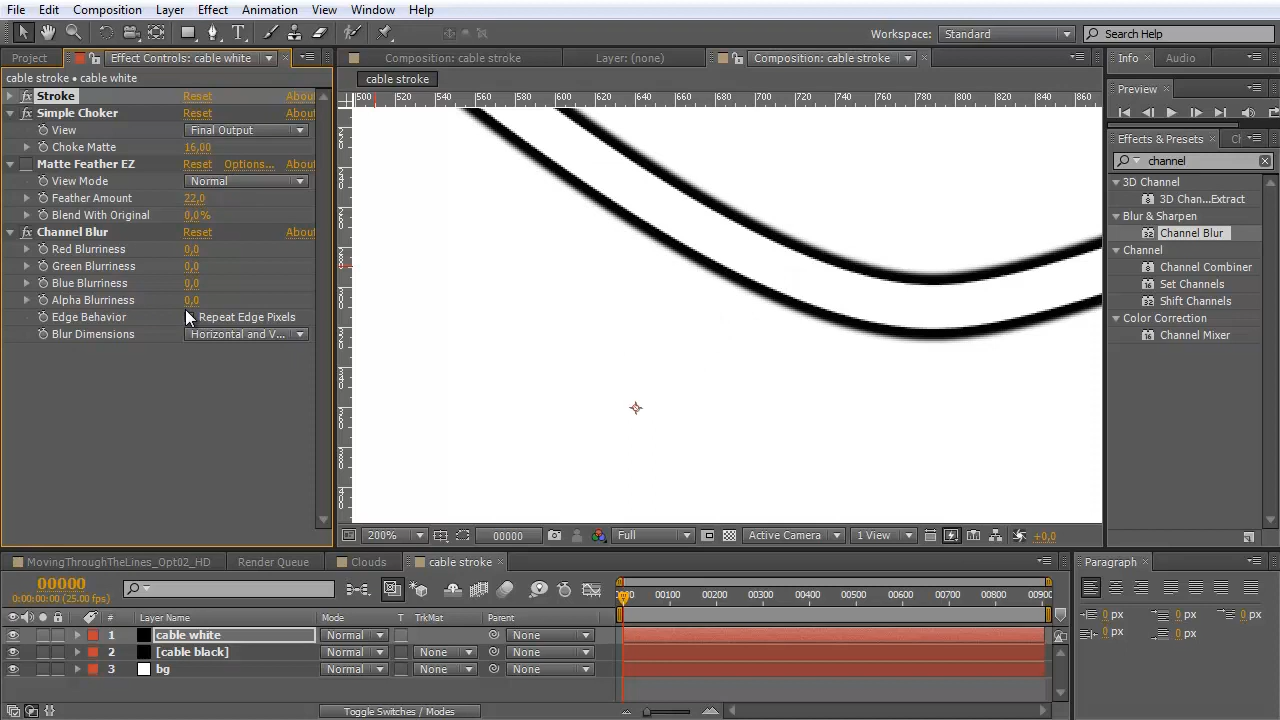 File Edit Composition Layer Effect Animation View Window Help
Workspace: Standard Search Help
Project Effect Controls: cable white Composition: cable stroke Layer: (none) Composition: cable stroke Info Audio
cable stroke • cable white
cable stroke
Preview
500 520 540 560 580 600 620 640 660 680 700 720 740 760 780 800 820 840 860
Stroke Reset Abou
Simple Choker Reset Abou
View Final Output
Choke Matte 16,00
Matte Feather EZ Reset Options... Abou
View Mode Normal
Feather Amount 22,0
Blend With Original 0,0%
Channel Blur Reset Abou
Red Blurriness 0,0
Green Blurriness 0,0
Blue Blurriness 0,0
Alpha Blurriness 0,0
Edge Behavior Repeat Edge Pixels
Blur Dimensions Horizontal and V...
Effects & Presets
channel
3D Channel
3D Chan...Extract
Blur & Sharpen
Channel Blur
Channel
Channel Combiner
Set Channels
Shift Channels
Color Correction
Channel Mixer
200% 00000 Full Active Camera 1 View +0,0
MovingThroughTheLines_Opt02_HD Render Queue Clouds cable stroke
Paragraph
00000
0:00:00:00 (25.00 fps)
00100 00200 00300 00400 00500 00600 00700 00800
# Layer Name Mode T TrkMat Parent
1 cable white Normal None
2 [cable black] Normal None None
3 bg Normal None None
0 px 0 px 0 px
0 px 0 px
Toggle Switches / Modes